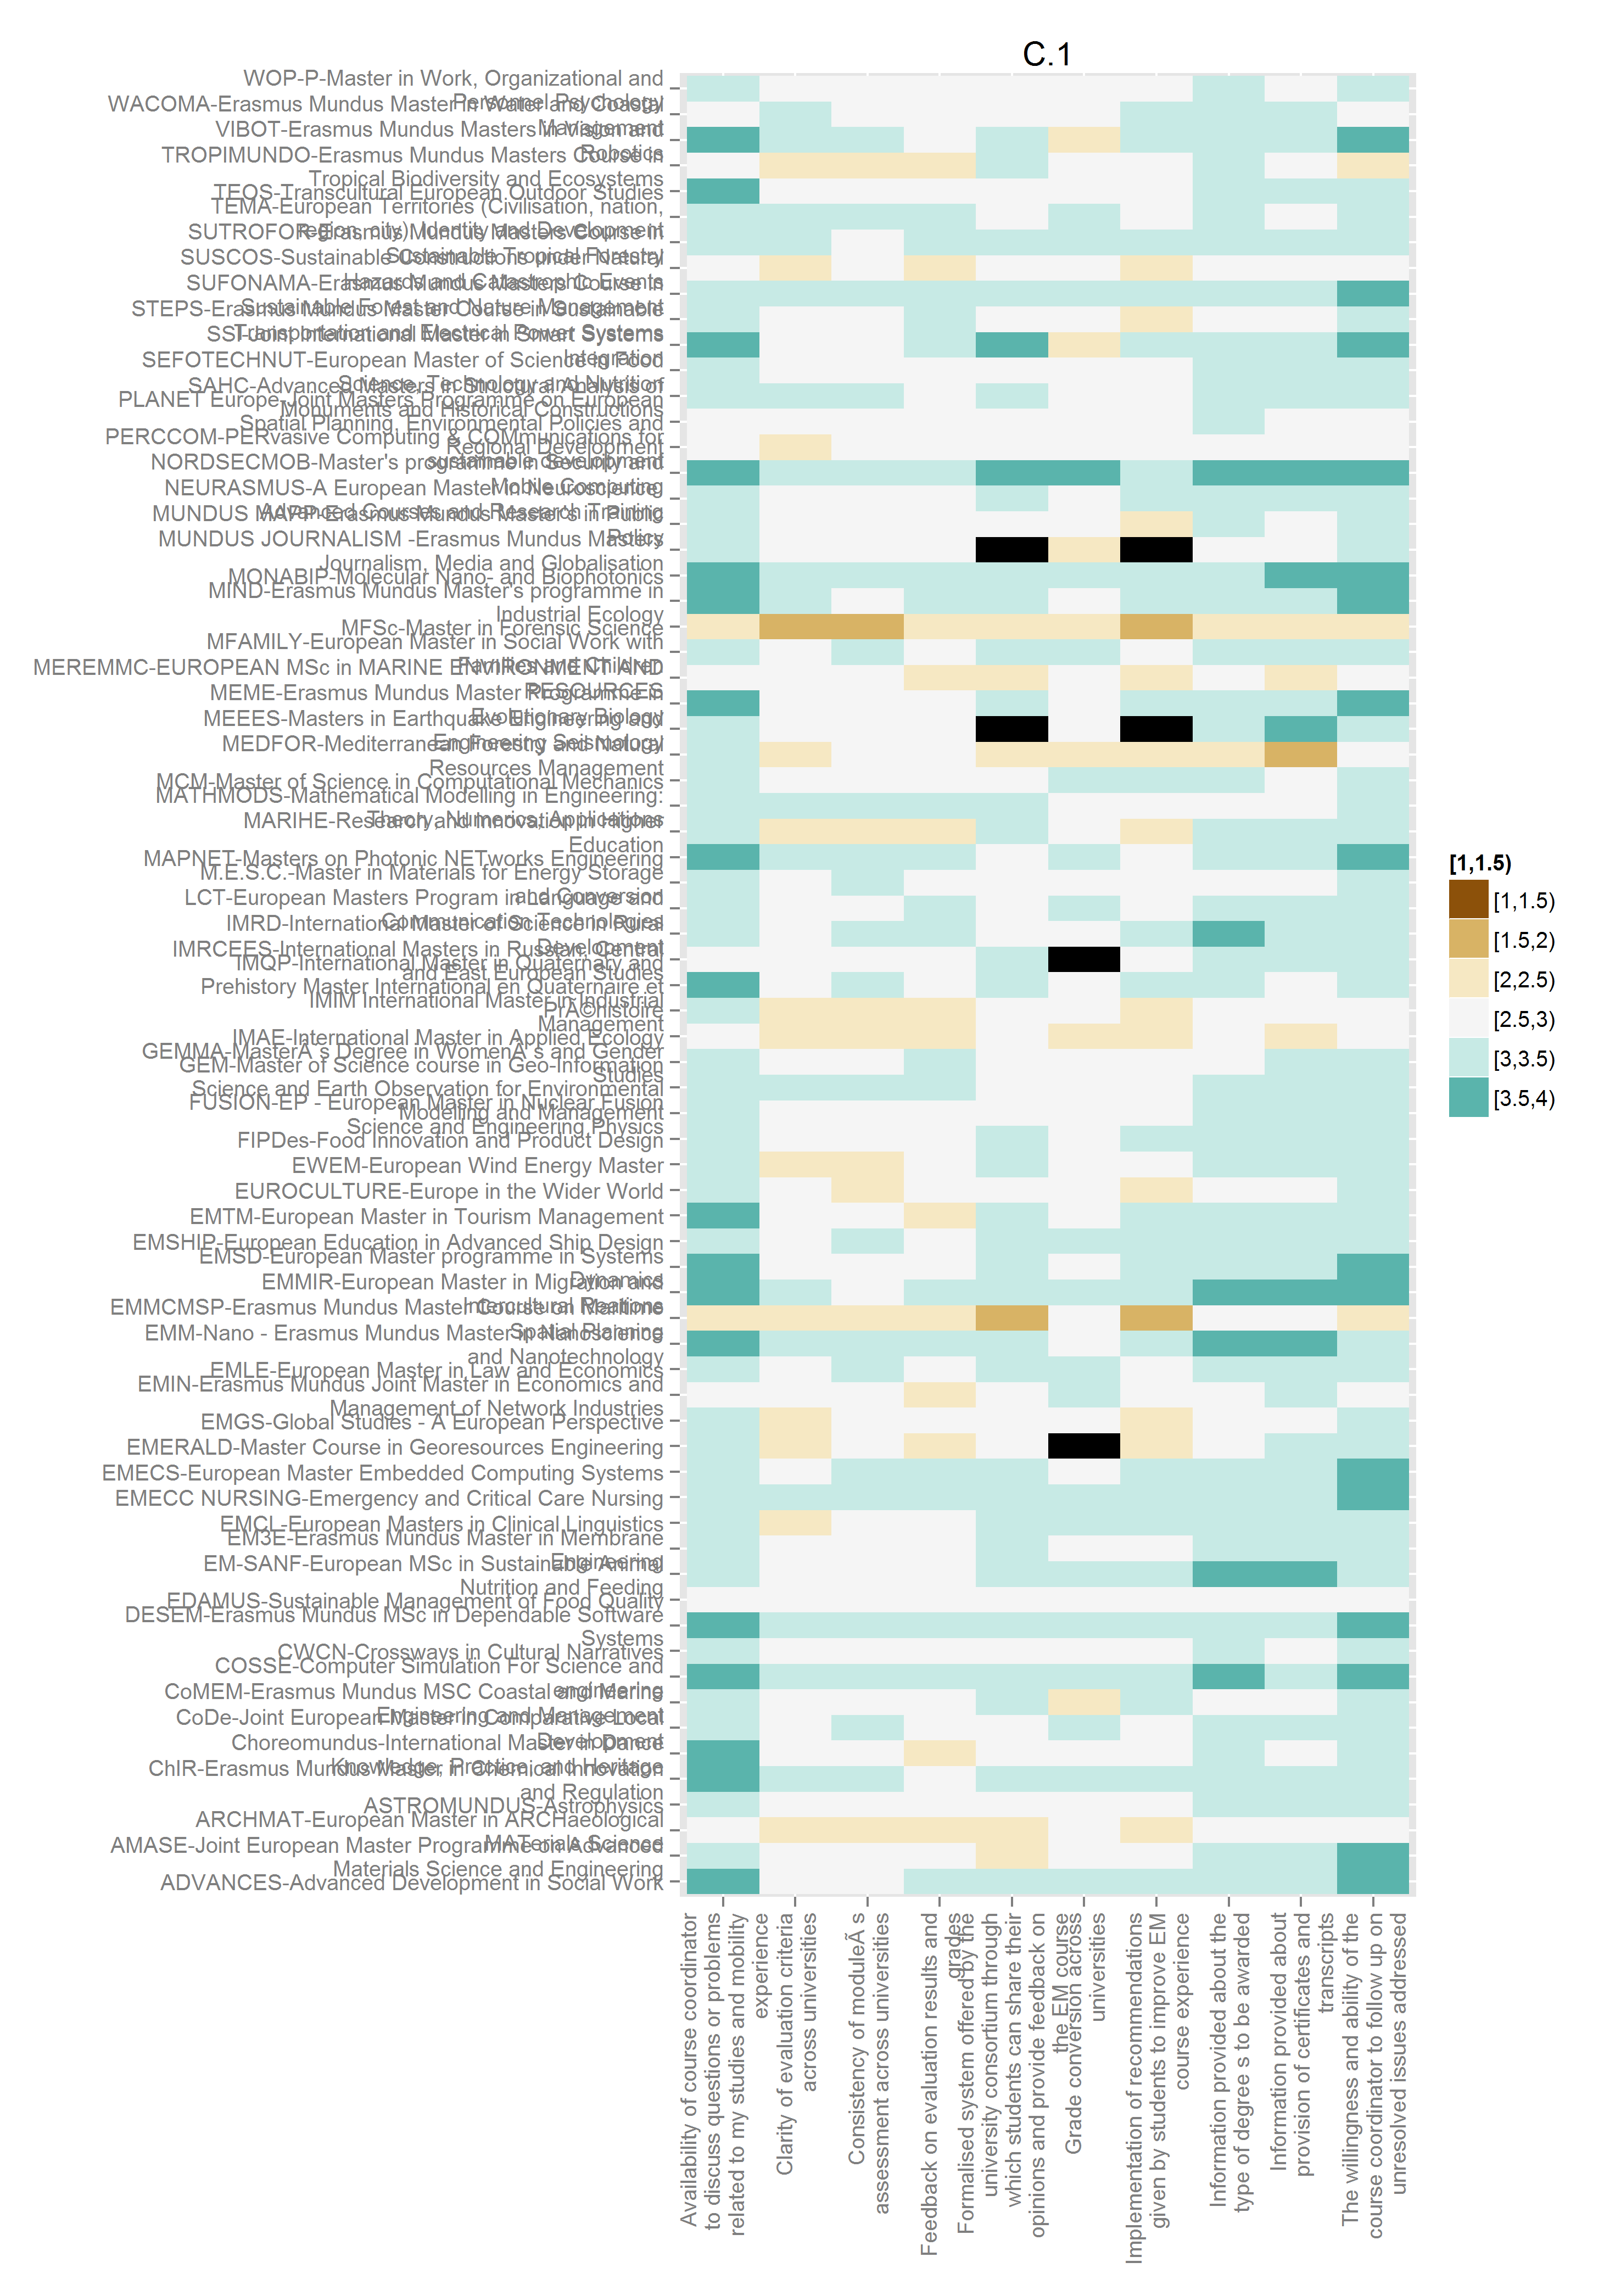 C.1
WOP-P-Master in Work, Organizational and
Personnel Psychology
WACOMA-Erasmus Mundus Master in Water and Coastal
Management
VIBOT-Erasmus Mundus Masters in Vision and
Robotics
TROPIMUNDO-Erasmus Mundus Masters Course in
Tropical Biodiversity and Ecosystems
TEOS-Transcultural European Outdoor Studies
TEMA-European Territories (Civilisation, nation,
region, city), Identity and Development
SUTROFOR-Erasmus Mundus Masters Course in
Sustainable Tropical Forestry
SUSCOS-Sustainable Constructions under Natural
Hazards and Catastrophic Events
SUFONAMA-Erasmus Mundus Masters Course in
Sustainable Forest and Nature Management
STEPS-Erasmus Mundus Master Course in Sustainable
Transportation and Electrical Power Systems
SSI-Joint International Master in Smart Systems
Integration
SEFOTECHNUT-European Master of Science in Food
Science, Technology and Nutrition
SAHC-Advanced Masters in Structural Analysis of
Monuments and Historical Constructions
PLANET Europe-Joint Masters Programme on European
Spatial Planning, Environmental Policies and
Regional Development
PERCCOM-PERvasive Computing & COMmunications for
sustainable development
NORDSECMOB-Master's programme in Security and
Mobile Computing
NEURASMUS-A European Master in Neuroscience:
Advanced Courses and Research Training
MUNDUS MAPP-Erasmus Mundus Master's in Public
Policy
MUNDUS JOURNALISM -Erasmus Mundus Masters
Journalism, Media and Globalisation
MONABIP-Molecular Nano- and Biophotonics
MIND-Erasmus Mundus Master's programme in
Industrial Ecology
MFSc-Master in Forensic Science
MFAMILY-European Master in Social Work with
Families and Children
MEREMMC-EUROPEAN MSc in MARINE ENVIRONMENT AND
RESOURCES
MEME-Erasmus Mundus Master Programme in
Evolutionary Biology
MEEES-Masters in Earthquake Engineering and
Engineering Seismology
MEDFOR-Mediterranean Forestry and Natural
Resources Management
MCM-Master of Science in Computational Mechanics
MATHMODS-Mathematical Modelling in Engineering:
Theory, Numerics, Applications
MARIHE-Research and Innovation in Higher
Education
MAPNET-Masters on Photonic NETworks Engineering
M.E.S.C.-Master in Materials for Energy Storage
and Conversion
LCT-European Masters Program in Language and
Communication Technologies
IMRD-International Master of Science in Rural
Development
IMRCEES-International Masters in Russian, Central
and East European Studies
IMQP-International Master in Quaternary and
Prehistory Master International en Quaternaire et
PrÃ©histoire
IMIM International Master in Industrial
Management
IMAE-International Master in Applied Ecology
GEMMA-MasterÂ´s Degree in WomenÂ´s and Gender
Studies
GEM-Master of Science course in Geo-Information
Science and Earth Observation for Environmental
Modelling and Management
FUSION-EP - European Master in Nuclear Fusion
Science and Engineering Physics
FIPDes-Food Innovation and Product Design
EWEM-European Wind Energy Master
EUROCULTURE-Europe in the Wider World
EMTM-European Master in Tourism Management
EMSHIP-European Education in Advanced Ship Design
EMSD-European Master programme in Systems
Dynamics
EMMIR-European Master in Migration and
Intercultural Reations
EMMCMSP-Erasmus Mundus Master Course on Maritime
Spatial Planning
EMM-Nano - Erasmus Mundus Master in Nanoscience
and Nanotechnology
EMLE-European Master in Law and Economics
EMIN-Erasmus Mundus Joint Master in Economics and
Management of Network Industries
EMGS-Global Studies - A European Perspective
EMERALD-Master Course in Georesources Engineering
EMECS-European Master Embedded Computing Systems
EMECC NURSING-Emergency and Critical Care Nursing
EMCL-European Masters in Clinical Linguistics
EM3E-Erasmus Mundus Master in Membrane
Engineering
EM-SANF-European MSc in Sustainable Animal
Nutrition and Feeding
EDAMUS-Sustainable Management of Food Quality
DESEM-Erasmus Mundus MSc in Dependable Software
Systems
CWCN-Crossways in Cultural Narratives
COSSE-Computer Simulation For Science and
engineering
CoMEM-Erasmus Mundus MSC Coastal and Marine
Engineering and Management
CoDe-Joint European Master in Comparative Local
Development
Choreomundus-International Master in Dance
Knowledge, Practice, and Heritage
ChIR-Erasmus Mundus Master in Chemical Innovation
and Regulation
ASTROMUNDUS-Astrophysics
ARCHMAT-European Master in ARCHaeological
MATerials Science
AMASE-Joint European Master Programme on Advanced
Materials Science and Engineering
ADVANCES-Advanced Development in Social Work
[1,1.5)
[1,1.5)
[1.5,2)
[2,2.5)
[2.5,3)
[3,3.5)
[3.5,4)
Availability of course coordinator
to discuss questions or problems
related to my studies and mobility
experience
Clarity of evaluation criteria
across universities
Consistency of moduleÃ s
assessment across universities
Feedback on evaluation results and
grades
Formalised system offered by the
university consortium through
which students can share their
opinions and provide feedback on
the EM course
Grade conversion across
universities
Implementation of recommendations
given by students to improve EM
course experience
Information provided about the
type of degree s to be awarded
Information provided about
provision of certificates and
transcripts
The willingness and ability of the
course coordinator to follow up on
unresolved issues addressed